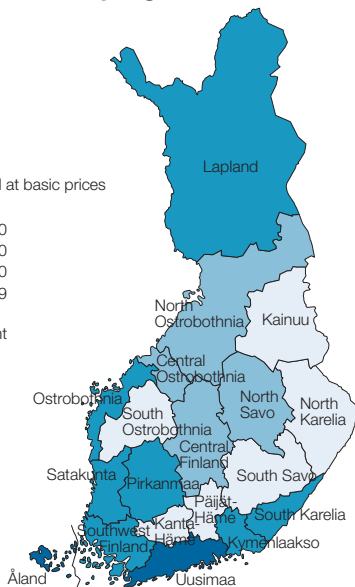 Lapland
at basic prices
0
0
0
9
North
Ostrobothnia
Kainuu
Central
Ostrobothnia
Ostrobothnia
South
Ostrobothnia
North
Savo
North
Karelia
Central
Finland
Satakunta
Pirkanmaa
South Savo
Päijät-
Häme
Kanta-
Häme
South Karelia
Southwest
Finland
Kymenlaakso
Åland
Uusimaa